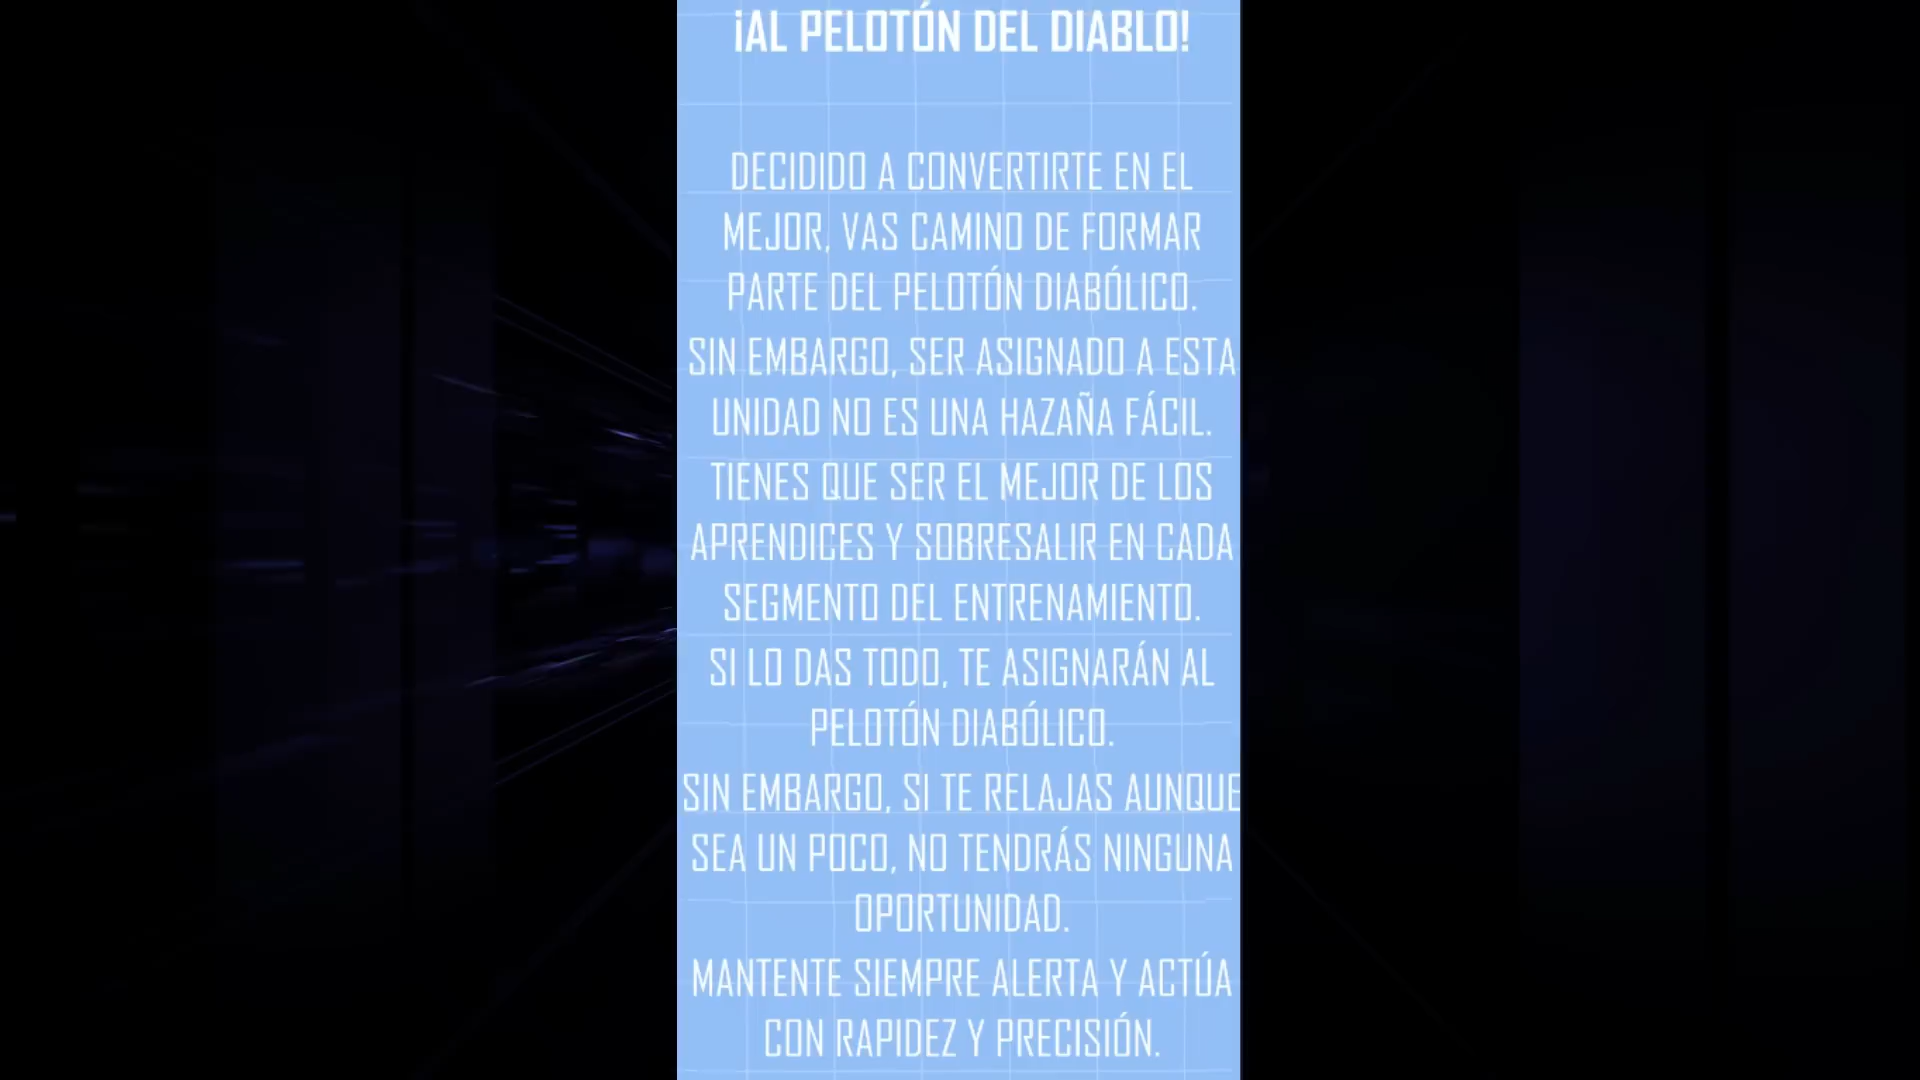 ¡AL PELOTÓN DEL DIABLO!
DECIDIDO A CONVERTIRTE EN EL
MEJOR, VAS CAMINO DE FORMAR
PARTE DEL PELOTÓN DIABÓLICO.
SIN EMBARGO, SER ASIGNADO A ESTA
UNIDAD NO ES UNA HAZAÑA FÁCIL.
TIENES QUE SER EL MEJOR DE LOS
APRENDICES Y SOBRESALIR EN CADA
SEGMENTO DEL ENTRENAMIENTO.
SI LO DAS TODO, TE ASIGNARÁN AL
PELOTÓN DIABÓLICO.
SIN EMBARGO, SI TE RELAJAS AUNQUE
SEA UN POCO, NO TENDRÁS NINGUNA
OPORTUNIDAD.
MANTENTE SIEMPRE ALERTA Y ACTÚA
CON RAPIDEZ Y PRECISIÓN.